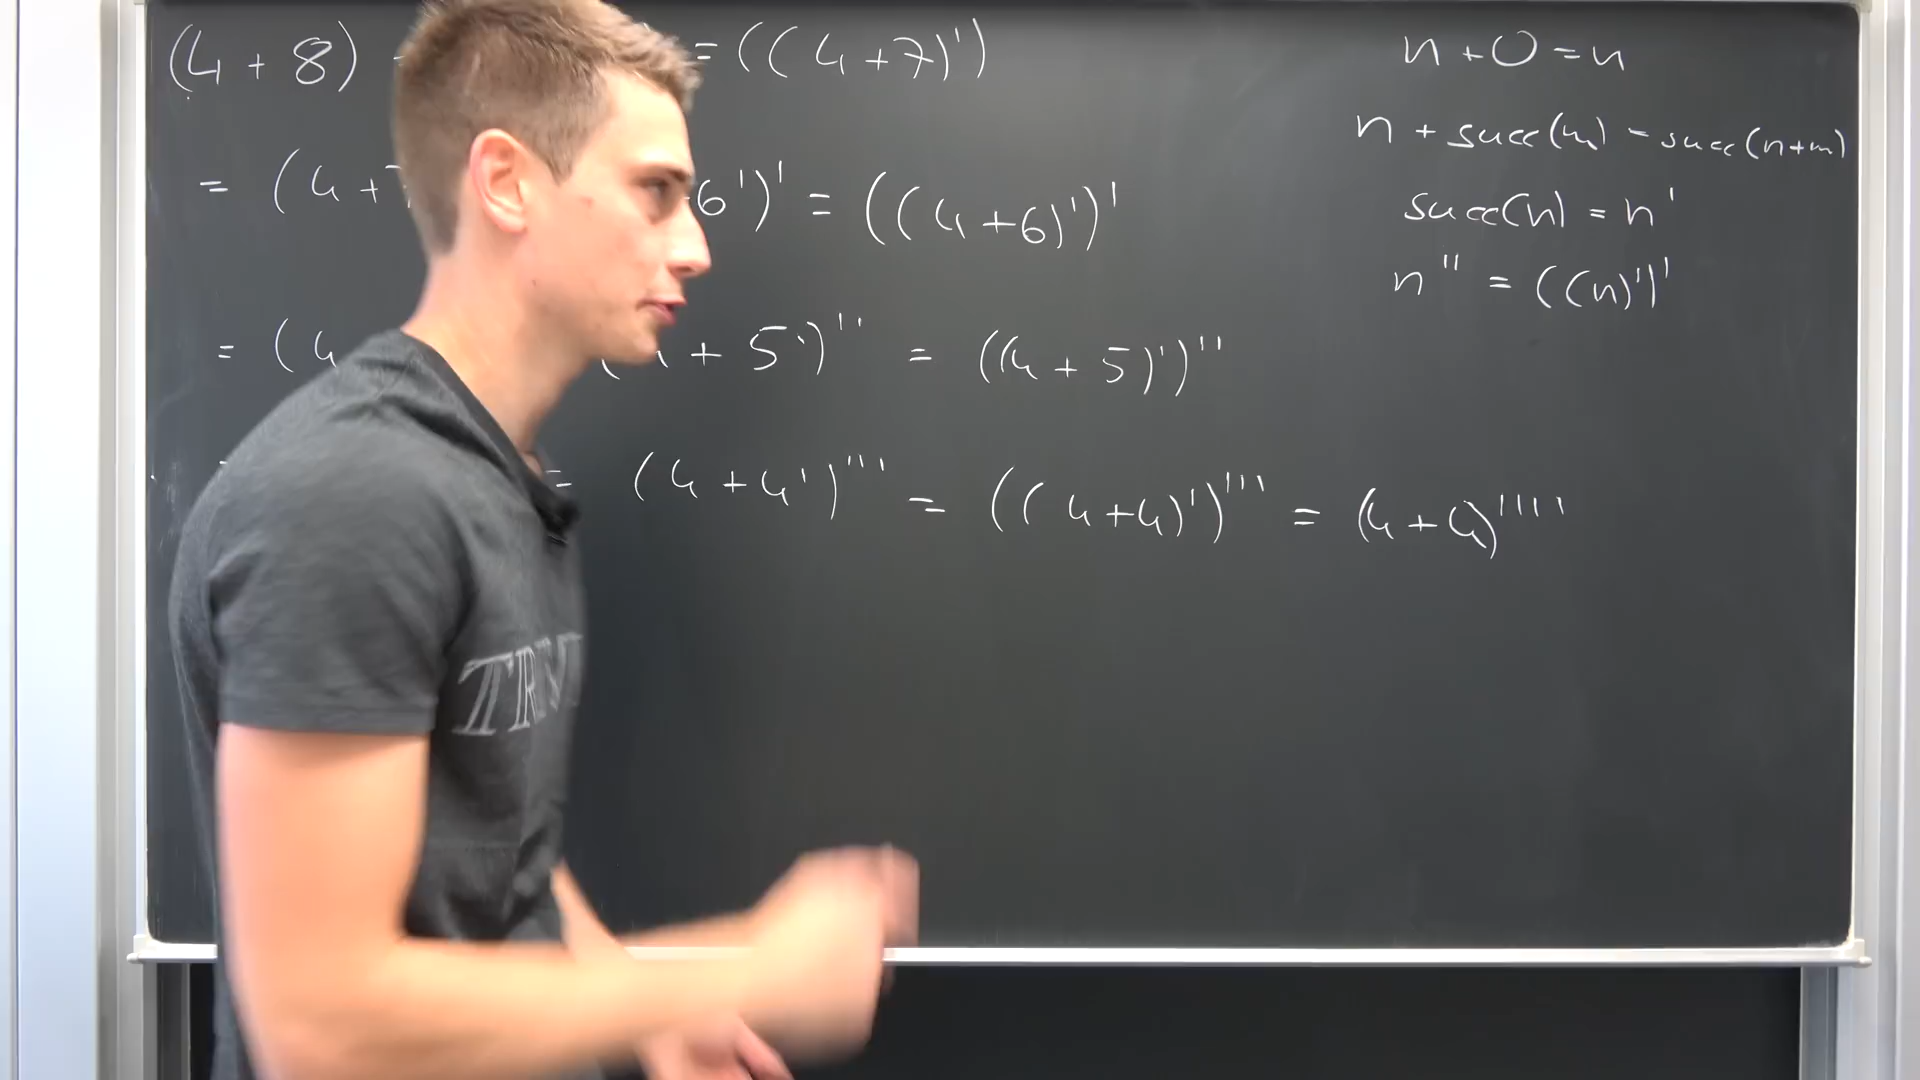 (4 + 8) = ((4+7)')
= (4+ 6')' = ((4+6)')'
= (4 + 5')'' = ((4 + 5)')''
= (4+4')''' = ((4+4)')''' = (4+4)''''
n + 0 = n
n + succ(m) = succ(n+m)
succ(n) = n'
n'' = ((n)')'